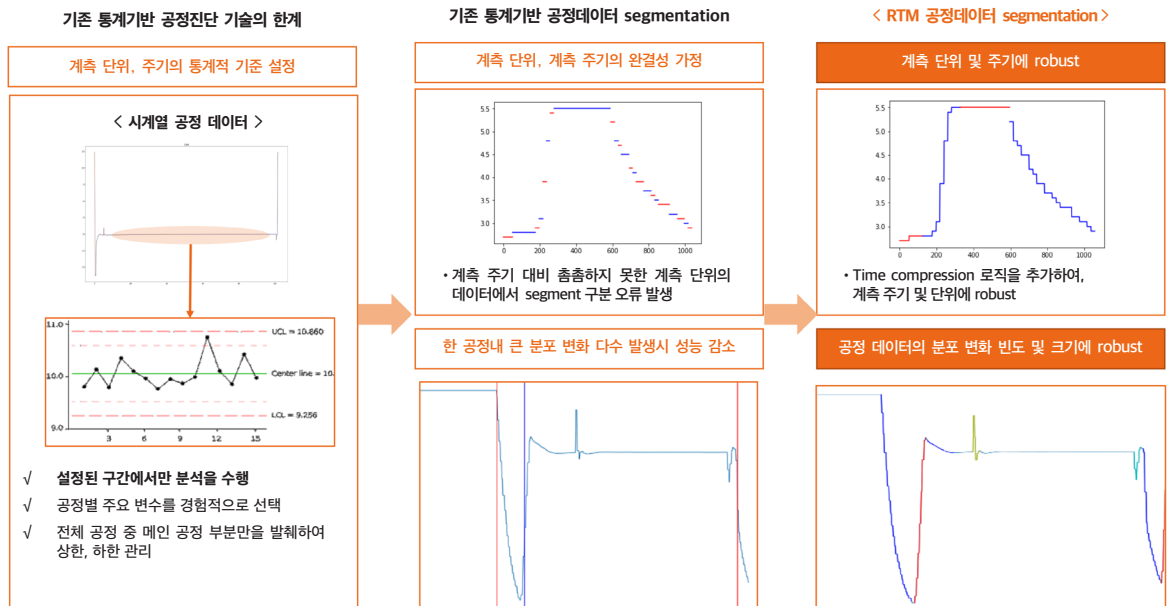 기존 통계기반 공정진단 기술의 한계
계측 단위, 주기의 통계적 기준 설정
< 시계열 공정 데이터 >
11.0
10.0
9.0
3 6 9 12 15
UCL = 10.860
Center line = 10.
LCL = 9.256
√ 설정된 구간에서만 분석을 수행
√ 공정별 주요 변수를 경험적으로 선택
√ 전체 공정 중 메인 공정 부분만을 발췌하여
상한, 하한 관리
기존 통계기반 공정데이터 segmentation
계측 단위, 계측 주기의 완결성 가정
5.5
5.0
4.5
4.0
3.5
3.0
0 200 400 600 800 1000
• 계측 주기 대비 촘촘하지 못한 계측 단위의
데이터에서 segment 구분 오류 발생
한 공정내 큰 분포 변화 다수 발생시 성능 감소
< RTM 공정데이터 segmentation >
계측 단위 및 주기에 robust
5.5
5.0
4.5
4.0
3.5
3.0
0 200 400 600 800 1000
• Time compression 로직을 추가하여,
계측 주기 및 단위에 robust
공정 데이터의 분포 변화 빈도 및 크기에 robust